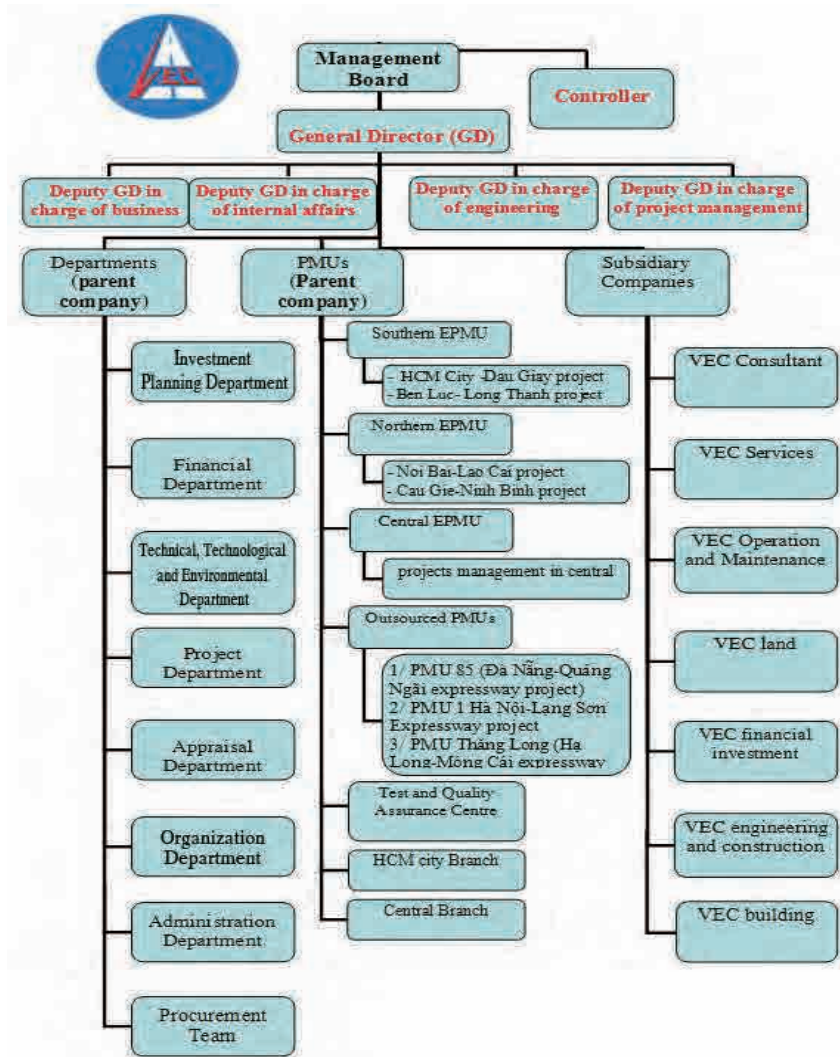 VEC
Management
Board
Controller
General Director (GD)
Deputy GD in
charge of business
Deputy GD in charge
of internal affairs
Deputy GD in charge
of engineering
Deputy GD in charge
of project management
Departments
(parent
company)
PMUs
(Parent
company)
Subsidiary
Companies
Investment
Planning Department
Financial
Department
Technical, Technological
and Environmental
Department
Project
Department
Appraisal
Department
Organization
Department
Administration
Department
Procurement
Team
Southern EPMU
- HCM City -Dau Giay project
- Ben Luc- Long Thanh project
Northern EPMU
- Noi Bai-Lao Cai project
- Cau Gie-Ninh Binh project
Central EPMU
projects management in central
Outsourced PMUs
1/ PMU 85 (Đà Nẵng-Quảng
Ngãi expressway project)
2/ PMU 1 Hà Nội-Lạng Sơn
Expressway project
3/ PMU Thăng Long (Hạ
Long-Móng Cái expressway
Test and Quality
Assurance Centre
HCM city Branch
Central Branch
VEC Consultant
VEC Services
VEC Operation
and Maintenance
VEC land
VEC financial
investment
VEC engineering
and construction
VEC building